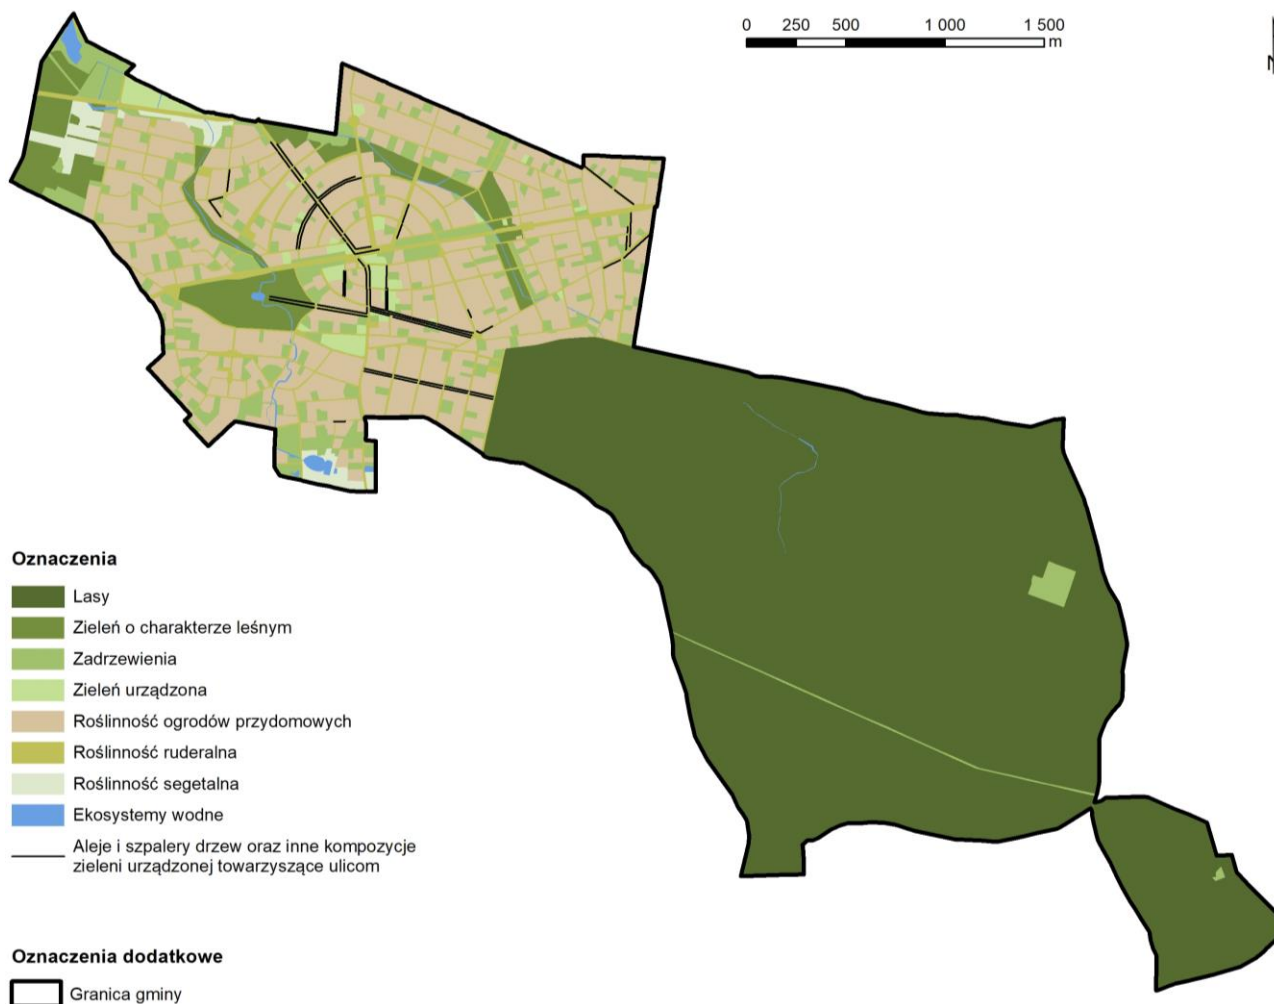 0 250 500 1 000 1 500
m
Oznaczenia
Lasy
Zieleń o charakterze leśnym
Zadrzewienia
Zieleń urządzona
Roślinność ogrodów przydomowych
Roślinność ruderalna
Roślinność segetalna
Ekosystemy wodne
Aleje i szpalery drzew oraz inne kompozycje
zieleni urządzonej towarzyszące ulicom
Oznaczenia dodatkowe
Granica gminy